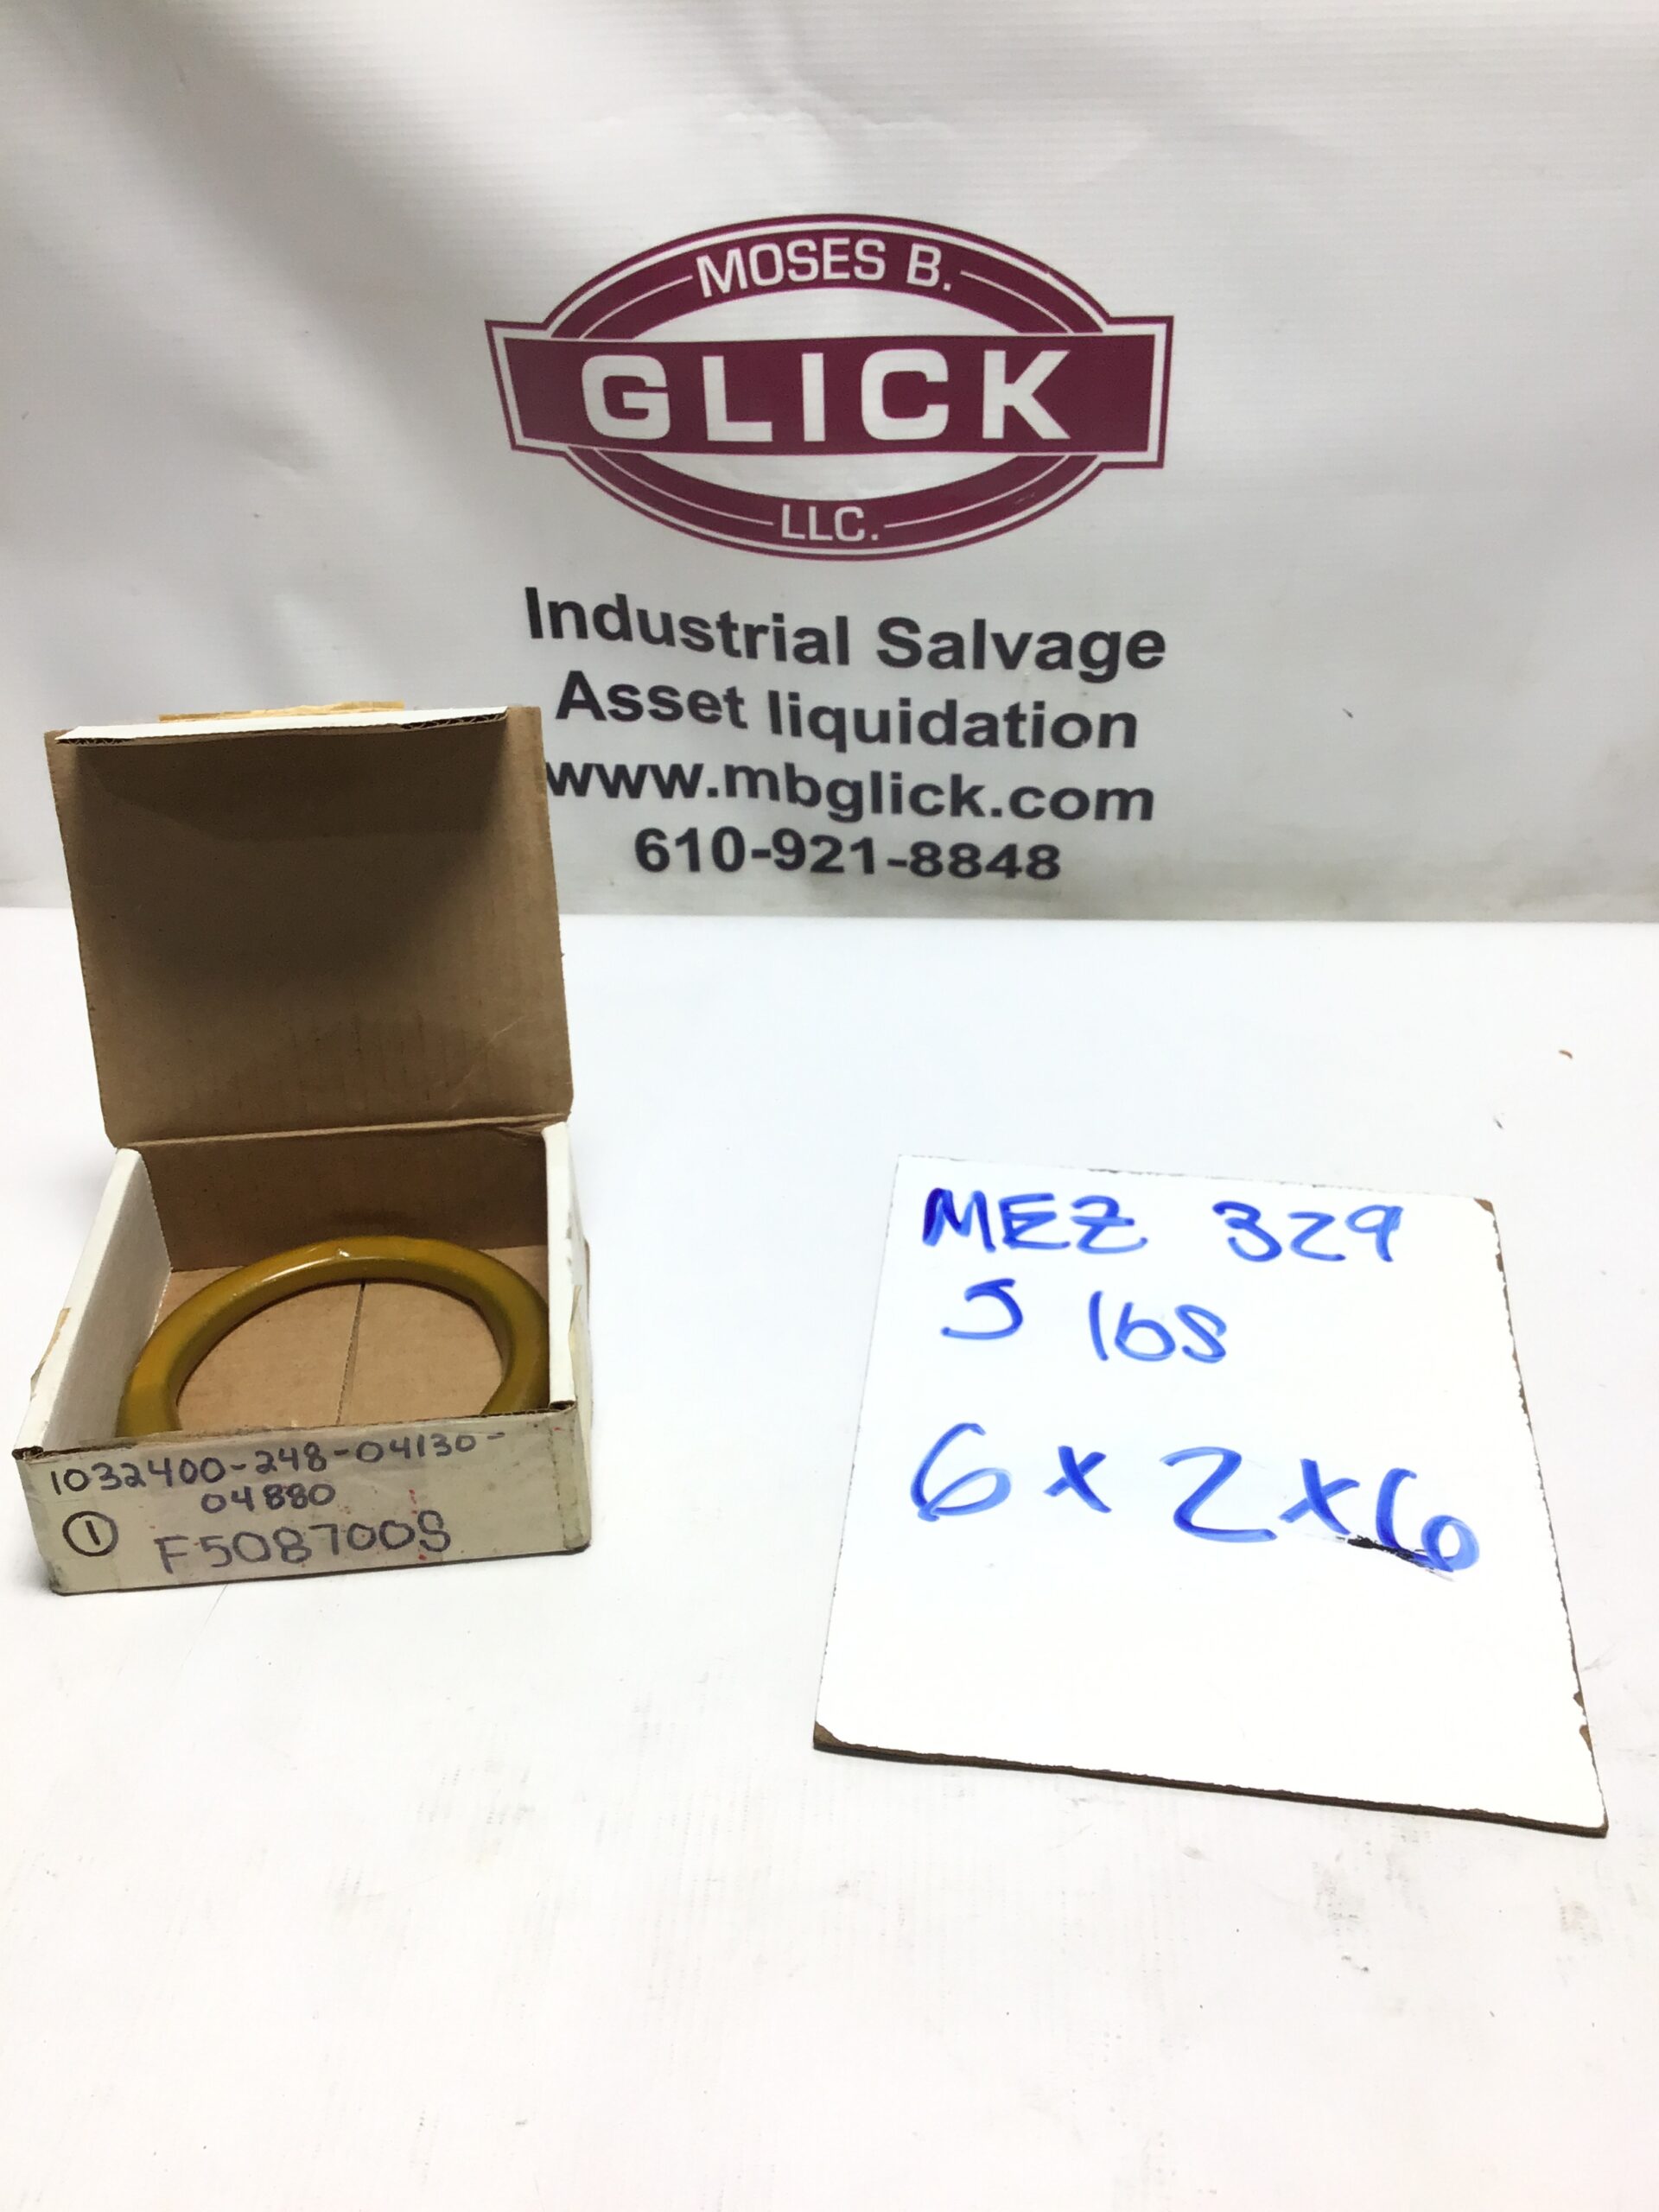 MOSES B.
GLICK
LLC.
Industrial Salvage
Asset liquidation
www.mbglick.com
610-921-8848
1032400-248-04130-
04880
1 F508700S
MEZ 329
5 lbs
6 x 2 x 6